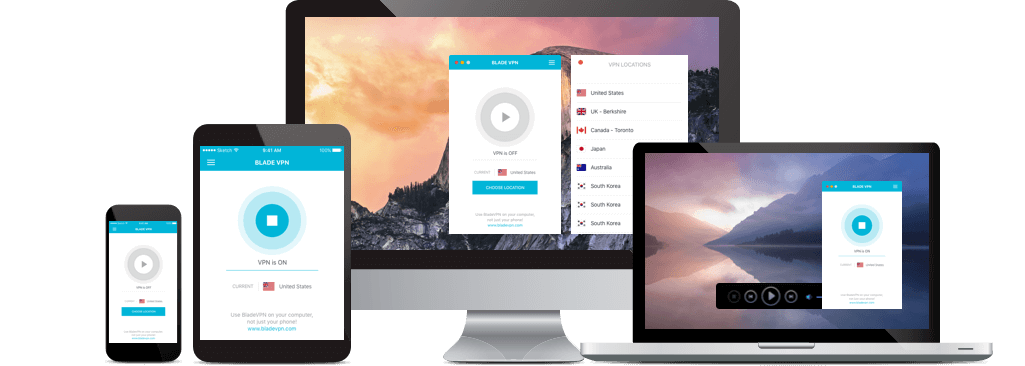 BLADE VPN
VPN is OFF
CURRENT:
United States
CHOOSE LOCATION
Use BladeVPN on your computer,
not just your phone!
www.bladevpn.com
Sketch
9:41 AM
100%
BLADE VPN
VPN is ON
CURRENT:
United States
Use BladeVPN on your computer,
not just your phone!
www.bladevpn.com
BLADE VPN
VPN is OFF
CURRENT:
United States
CHOOSE LOCATION
Use BladeVPN on your computer,
not just your phone!
www.bladevpn.com
VPN LOCATIONS
United States
UK - Berkshire
Canada - Toronto
Japan
Australia
South Korea
South Korea
South Korea
BLADE VPN
VPN is ON
CURRENT:
United States
Use BladeVPN on your computer,
not just your phone!
www.bladevpn.com